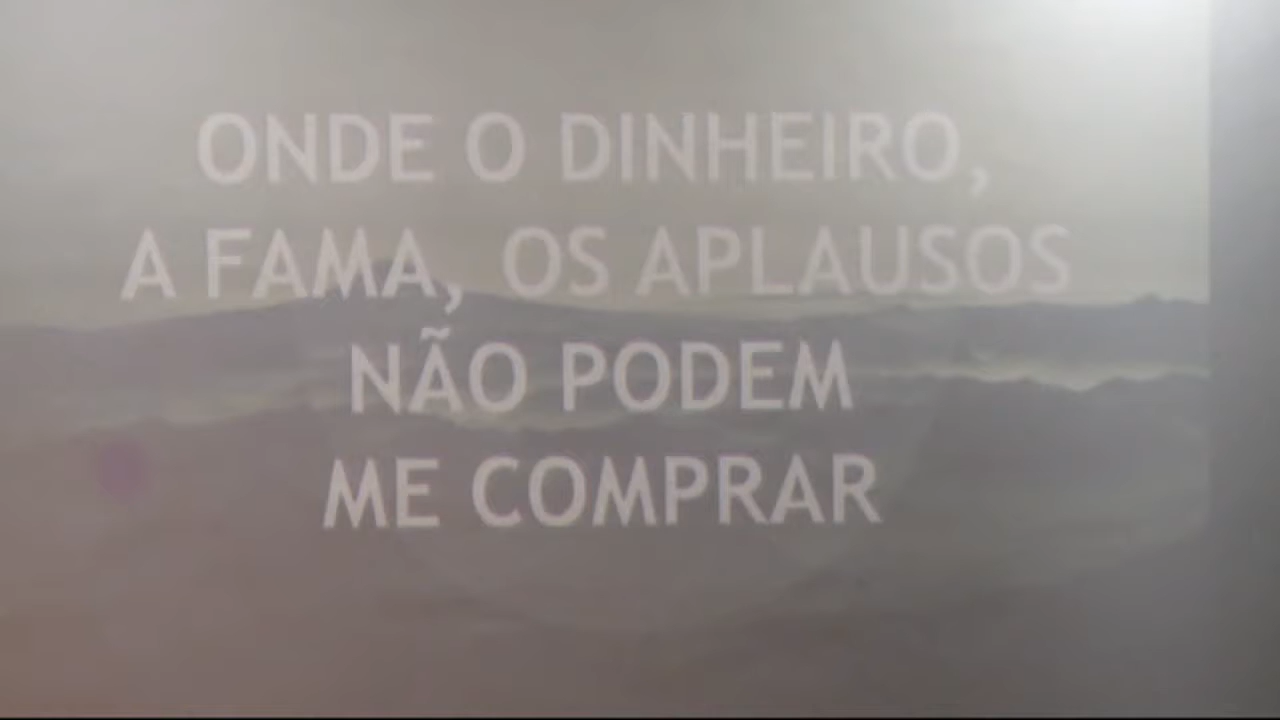 ONDE O DINHEIRO,
A FAMA, OS APLAUSOS
NÃO PODEM
ME COMPRAR